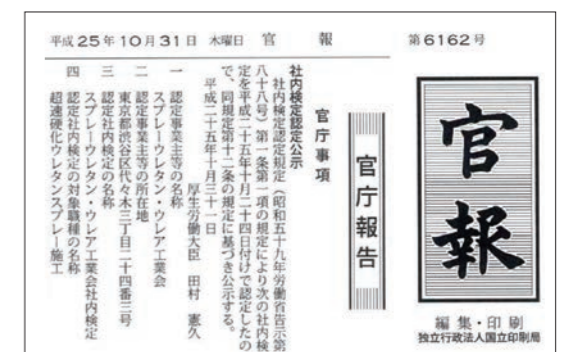 平成25年10月31日 木曜日 官 報 第6162号
官報
編集・印刷
独立行政法人国立印刷局
官庁報告
官庁事項
社内検定認定公示
社内検定認定規定（昭和五十九年労働省告示第
八十八号）第一条第一項の規定により次の社内検
定を平成二十五年十月二十四日付けで認定したの
で、同規定第十二条の規定に基づき公示する。
平成二十五年十月三十一日
厚生労働大臣 田村 憲久
一 認定事業主等の名称
スプレーウレタン・ウレア工業会
二 認定事業主等の所在地
東京都渋谷区代々木三丁目二十四番三号
三 認定社内検定の名称
スプレーウレタン・ウレア工業会社内検定
四 認定社内検定の対象職種の名称
超速硬化ウレタンスプレー施工